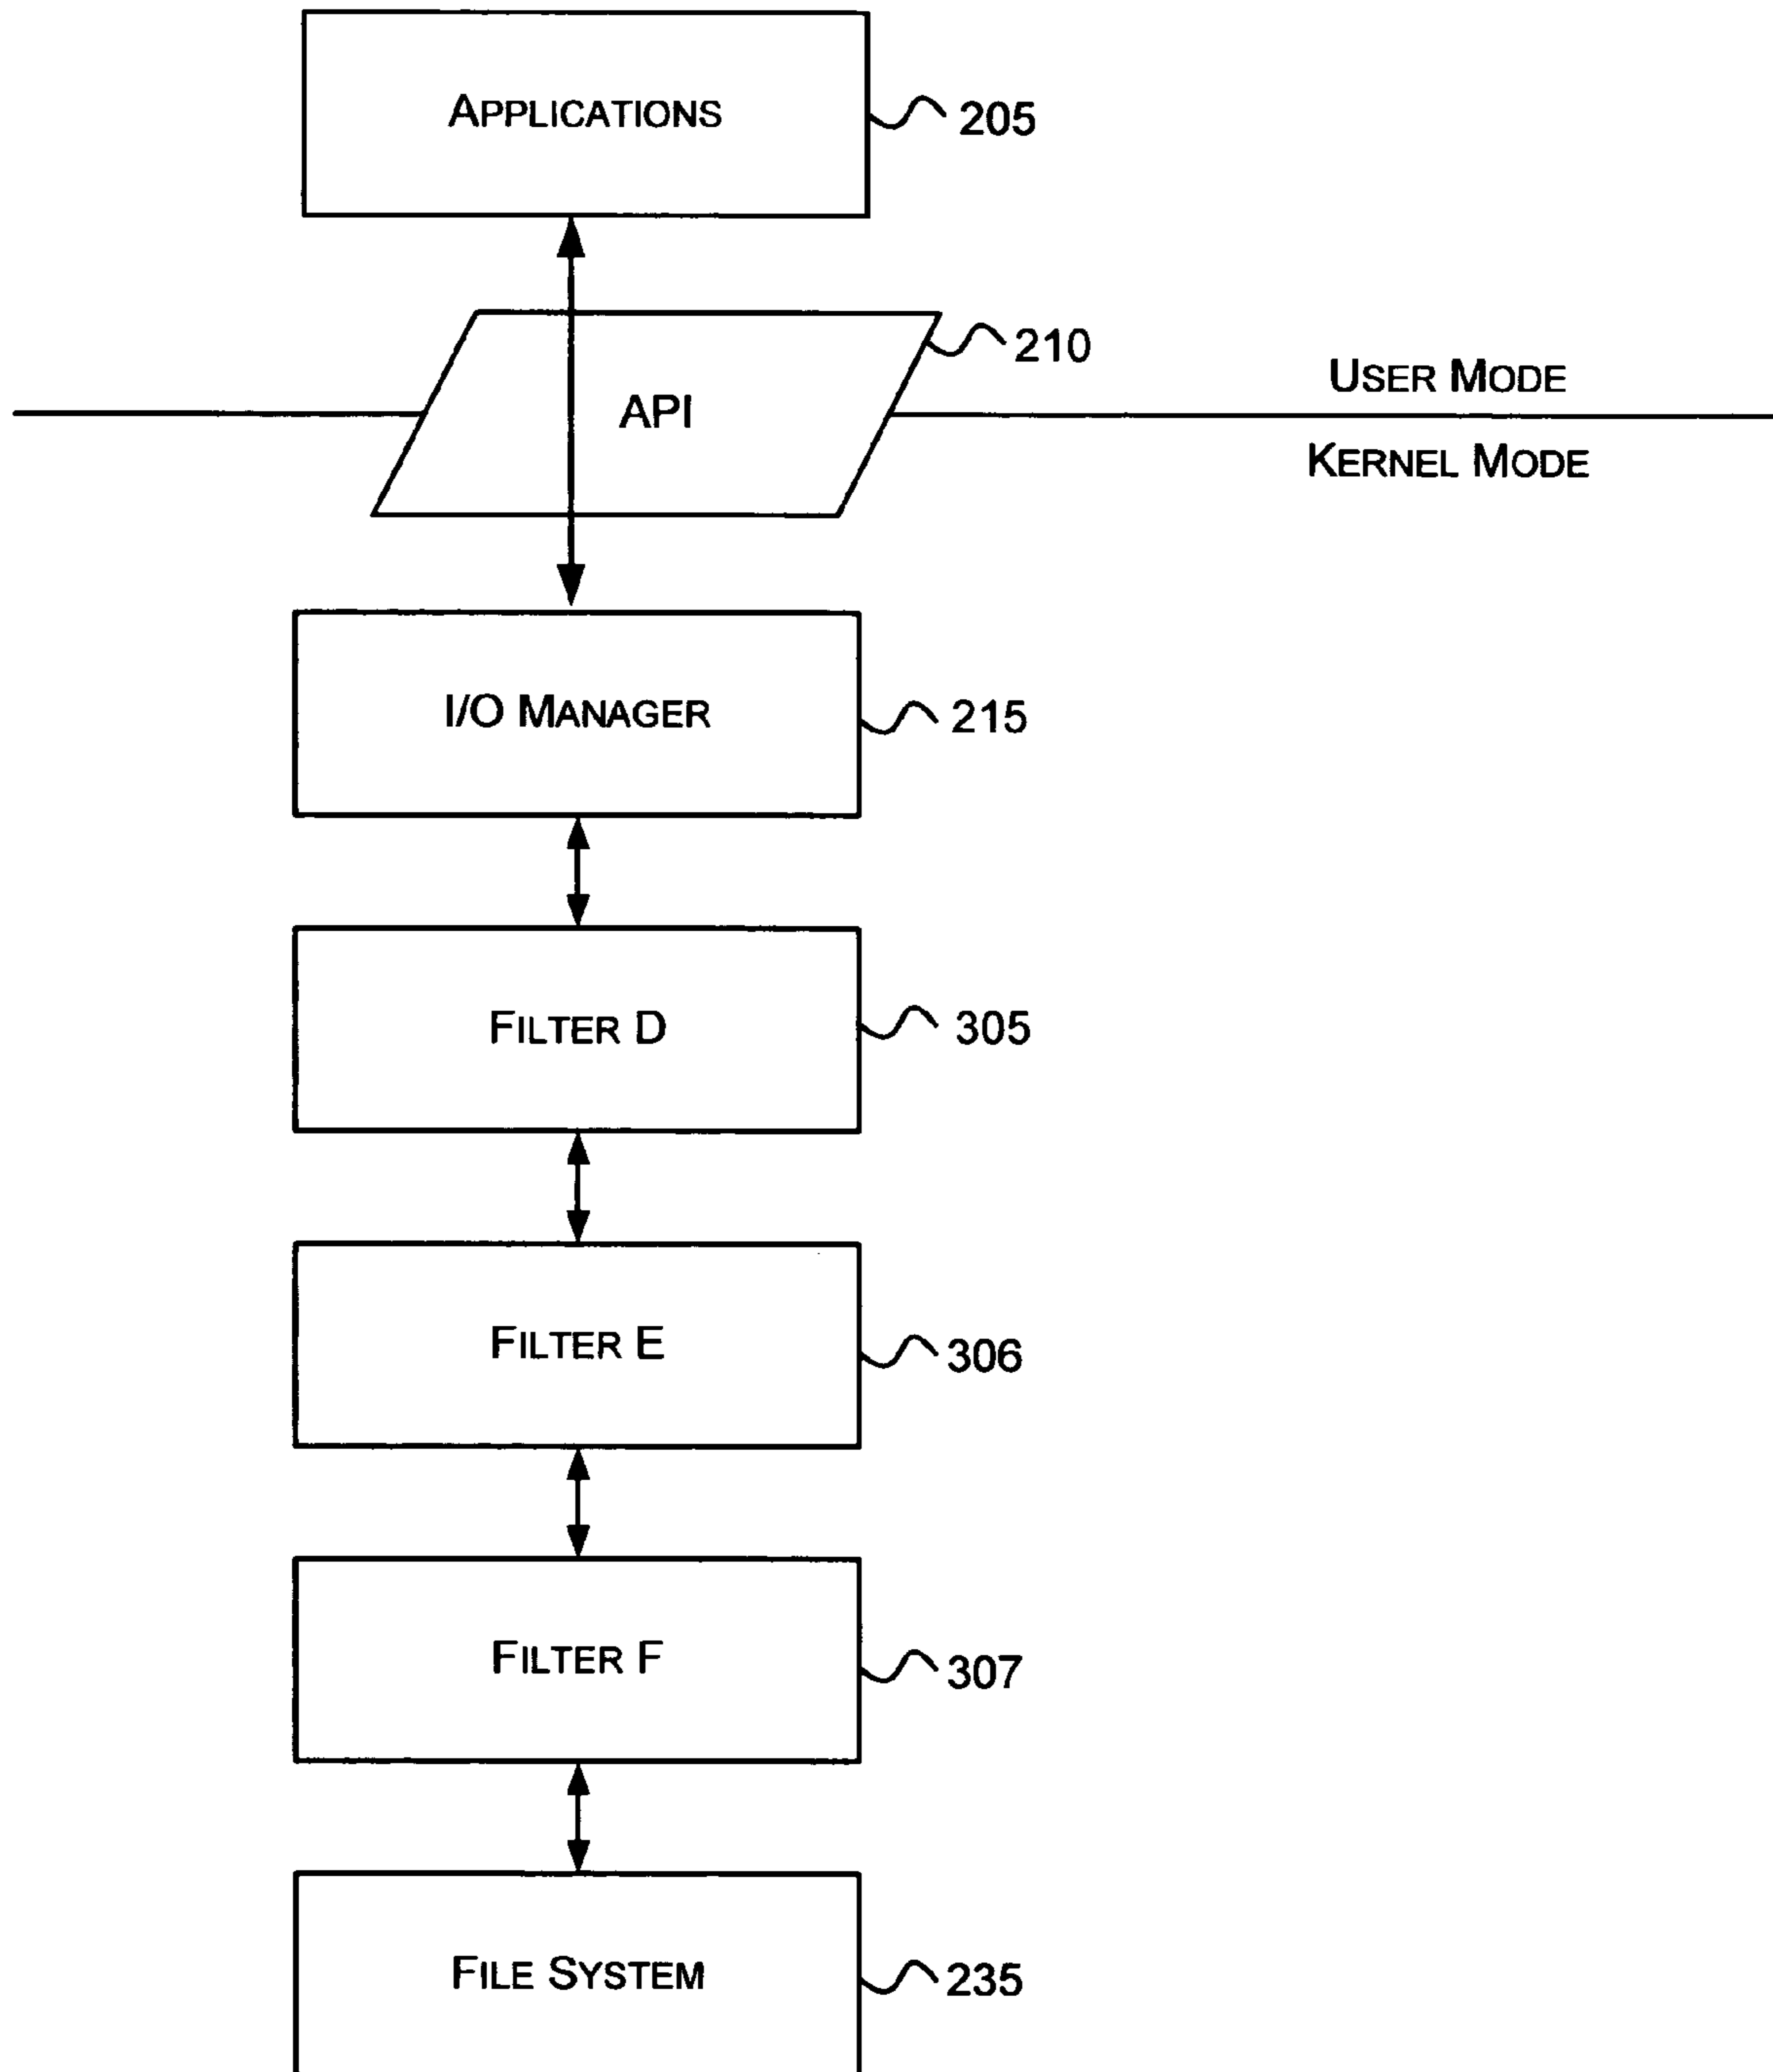 APPLICATIONS
205
210
API
USER MODE
KERNEL MODE
I/O MANAGER
215
FILTER D
305
FILTER E
306
FILTER F
307
FILE SYSTEM
235